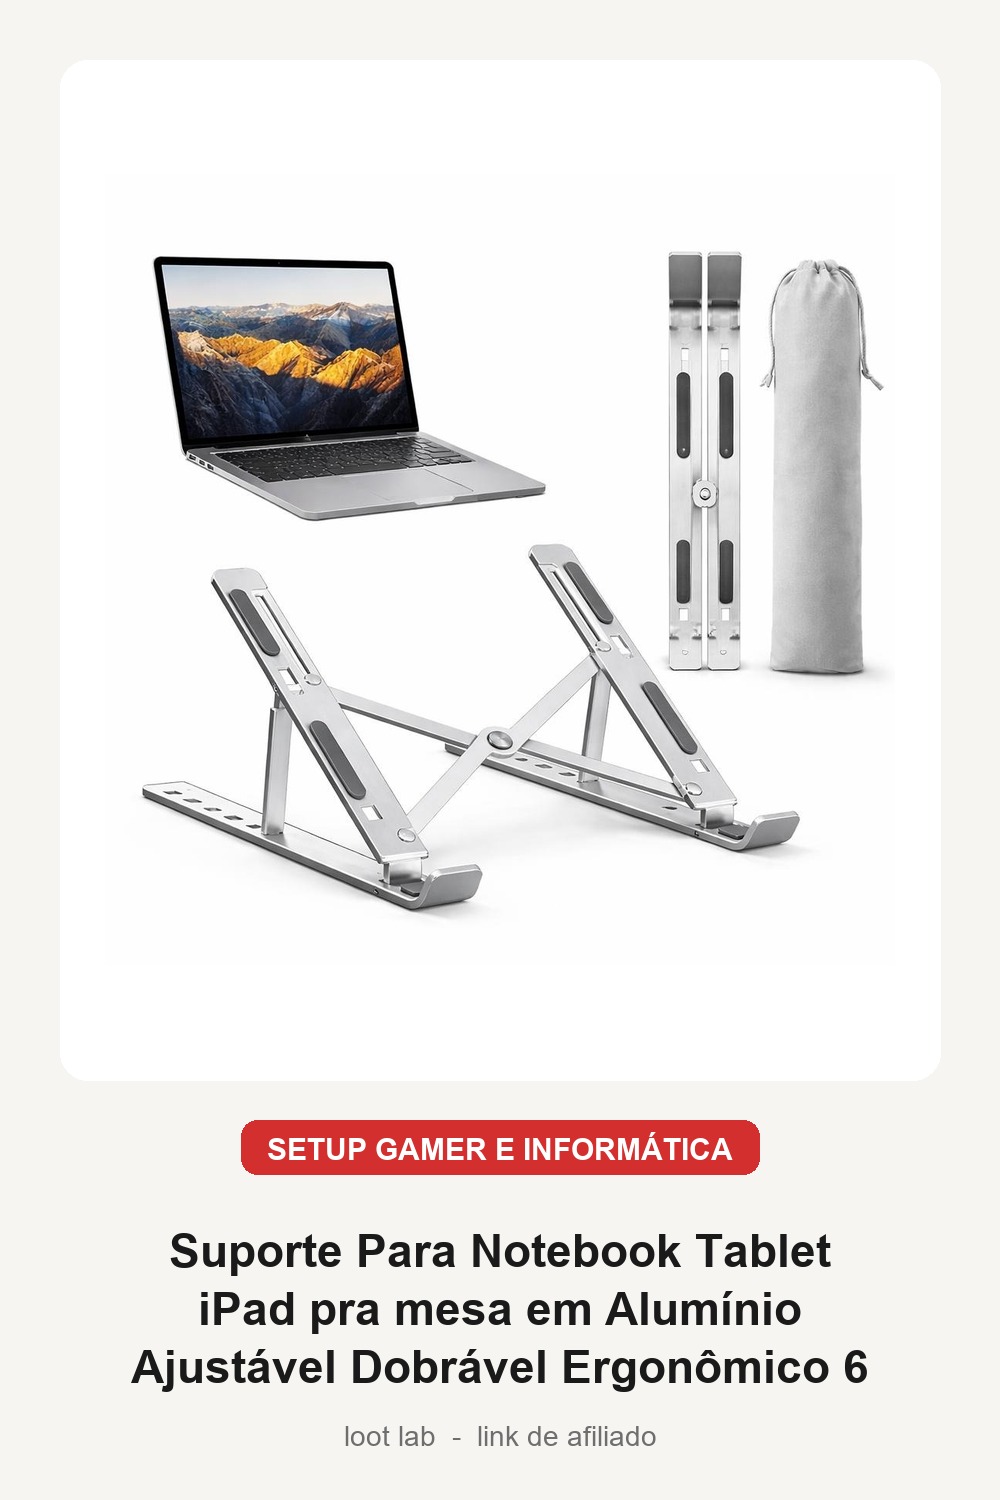 SETUP GAMER E INFORMÁTICA
Suporte Para Notebook Tablet
iPad pra mesa em Alumínio
Ajustável Dobrável Ergonômico 6
loot lab - link de afiliado